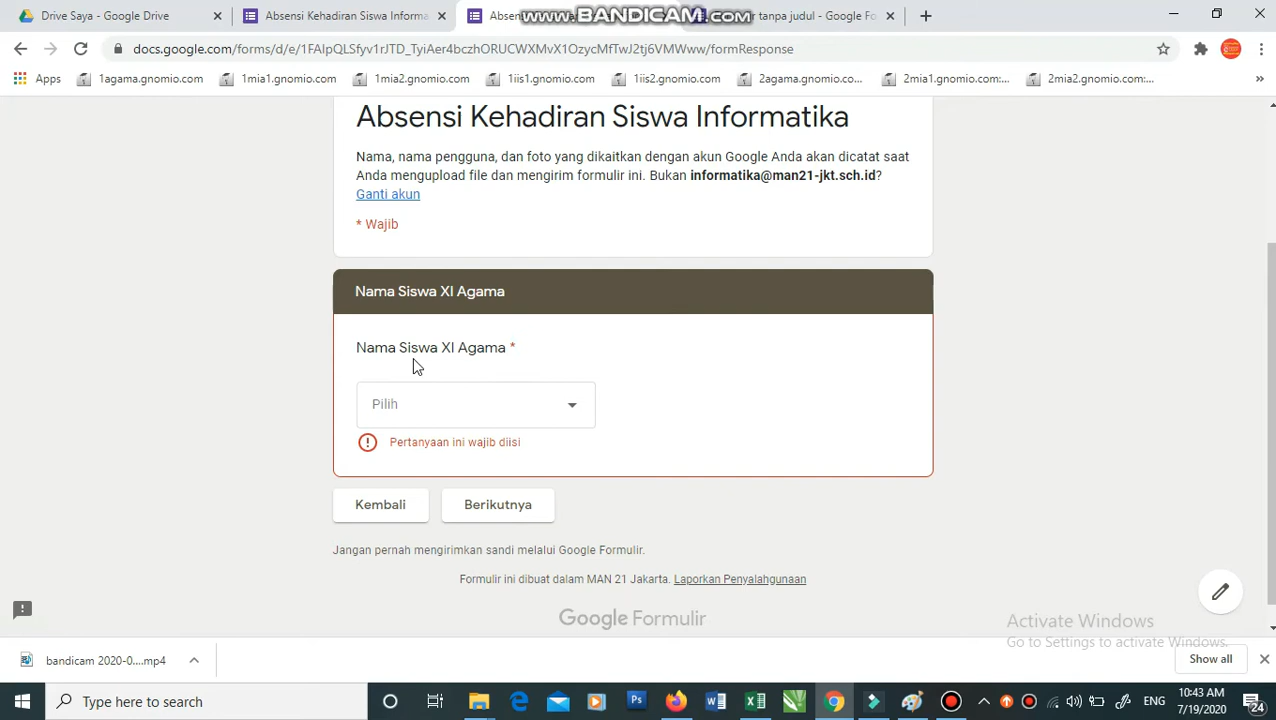 Drive Saya - Google Drive
Absensi Kehadiran Siswa Informa
Absen
www.BANDICAM.com
r tanpa judul - Google Fo
docs.google.com/forms/d/e/1FAIpQLSfyv1rJTD_TyiAer4bczhORUCWXMvX1OzycMfTwJ2tj6VMWww/formResponse
Apps
1agama.gnomio.com
1mia1.gnomio.com
1mia2.gnomio.com
1iis1.gnomio.com
1iis2.gnomio.com
2agama.gnomio.co...
2mia1.gnomio.com:...
2mia2.gnomio.com:...
Absensi Kehadiran Siswa Informatika
Nama, nama pengguna, dan foto yang dikaitkan dengan akun Google Anda akan dicatat saat
Anda mengupload file dan mengirim formulir ini. Bukan informatika@man21-jkt.sch.id?
Ganti akun
* Wajib
Nama Siswa XI Agama
Nama Siswa XI Agama *
Pilih
Pertanyaan ini wajib diisi
Kembali
Berikutnya
Jangan pernah mengirimkan sandi melalui Google Formulir.
Formulir ini dibuat dalam MAN 21 Jakarta. Laporkan Penyalahgunaan
Google Formulir
Activate Windows
Go to Settings to activate Windows.
bandicam 2020-0....mp4
Show all
Type here to search
ENG
10:43 AM
7/19/2020
24